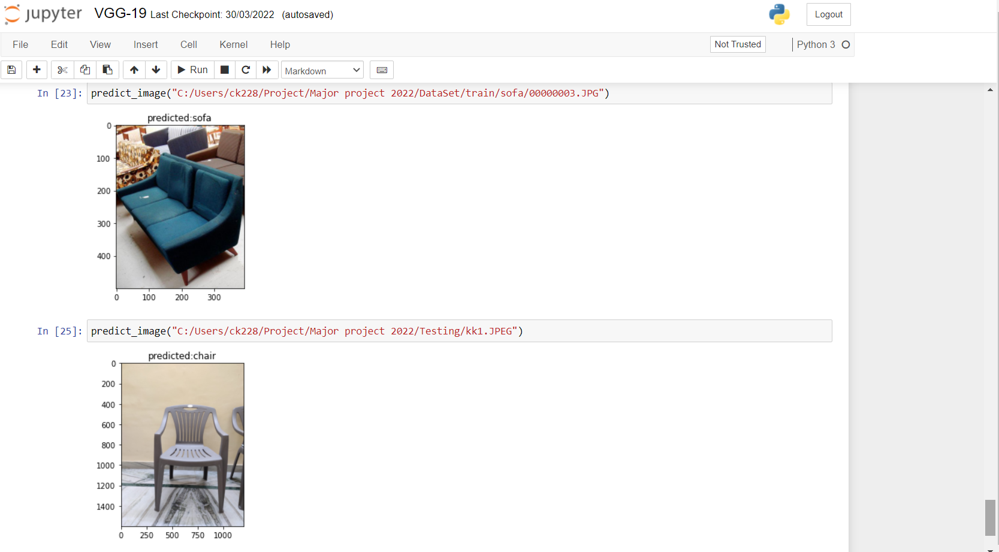 jupyter VGG-19 Last Checkpoint: 30/03/2022 (autosaved) Logout
File Edit View Insert Cell Kernel Help Not Trusted Python 3
Run Markdown
In [23]: predict_image("C:/Users/ck228/Project/Major project 2022/DataSet/train/sofa/00000003.JPG")
predicted:sofa
0
100
200
300
400
0 100 200 300
In [25]: predict_image("C:/Users/ck228/Project/Major project 2022/Testing/kk1.JPEG")
predicted:chair
0
200
400
600
800
1000
1200
1400
0 250 500 750 1000